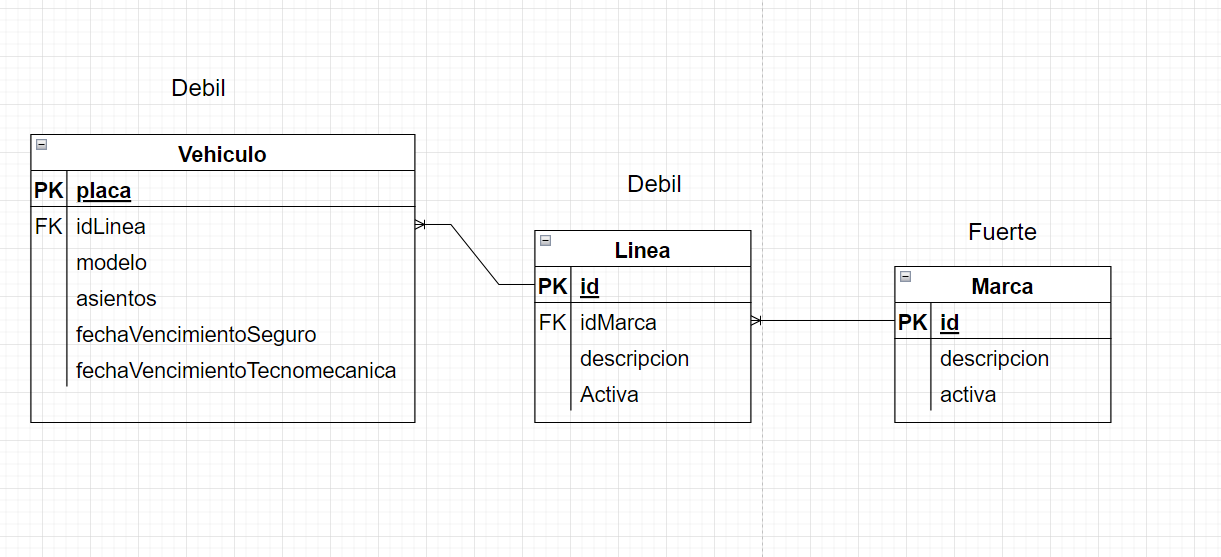 Debil
Vehiculo
PK placa
FK idLinea
modelo
asientos
fechaVencimientoSeguro
fechaVencimientoTecnomecanica
Debil
Linea
PK id
FK idMarca
descripcion
Activa
Fuerte
Marca
PK id
descripcion
activa